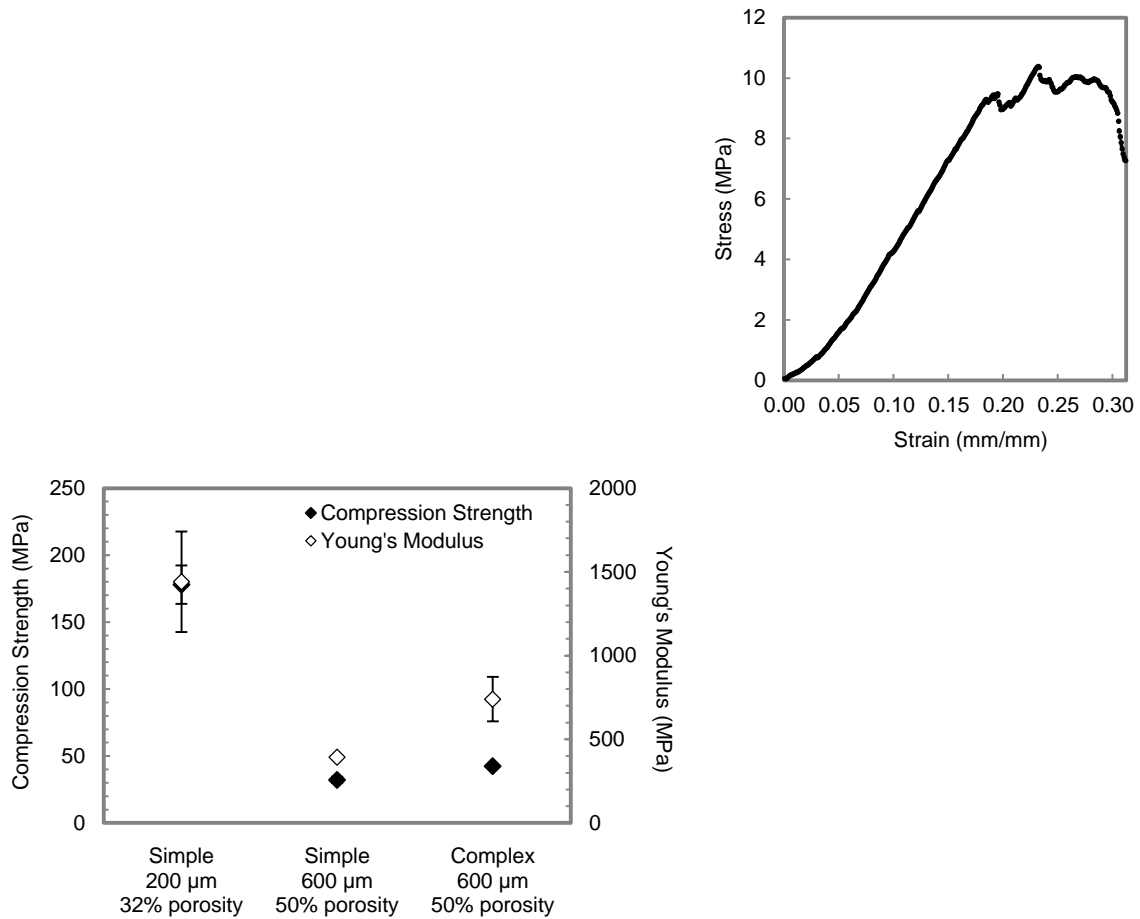 12
10
8
6
4
2
0
Stress (MPa)
0.00 0.05 0.10 0.15 0.20 0.25 0.30
Strain (mm/mm)
250
200
150
100
50
0
Compression Strength (MPa)
Compression Strength
Young's Modulus
2000
1500
1000
500
0
Young's Modulus (MPa)
Simple
200 µm
32% porosity
Simple
600 µm
50% porosity
Complex
600 µm
50% porosity